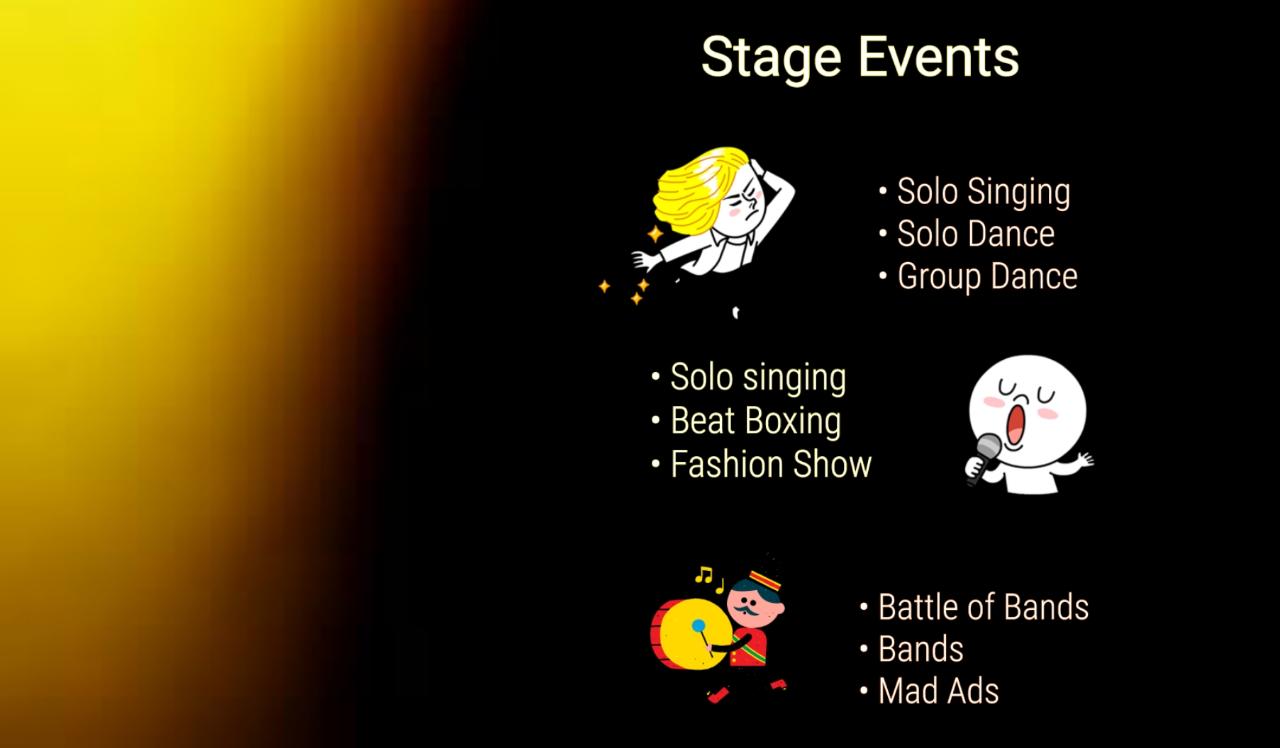 Stage Events
• Solo Singing
• Solo Dance
• Group Dance
• Solo singing
• Beat Boxing
• Fashion Show
• Battle of Bands
• Bands
• Mad Ads